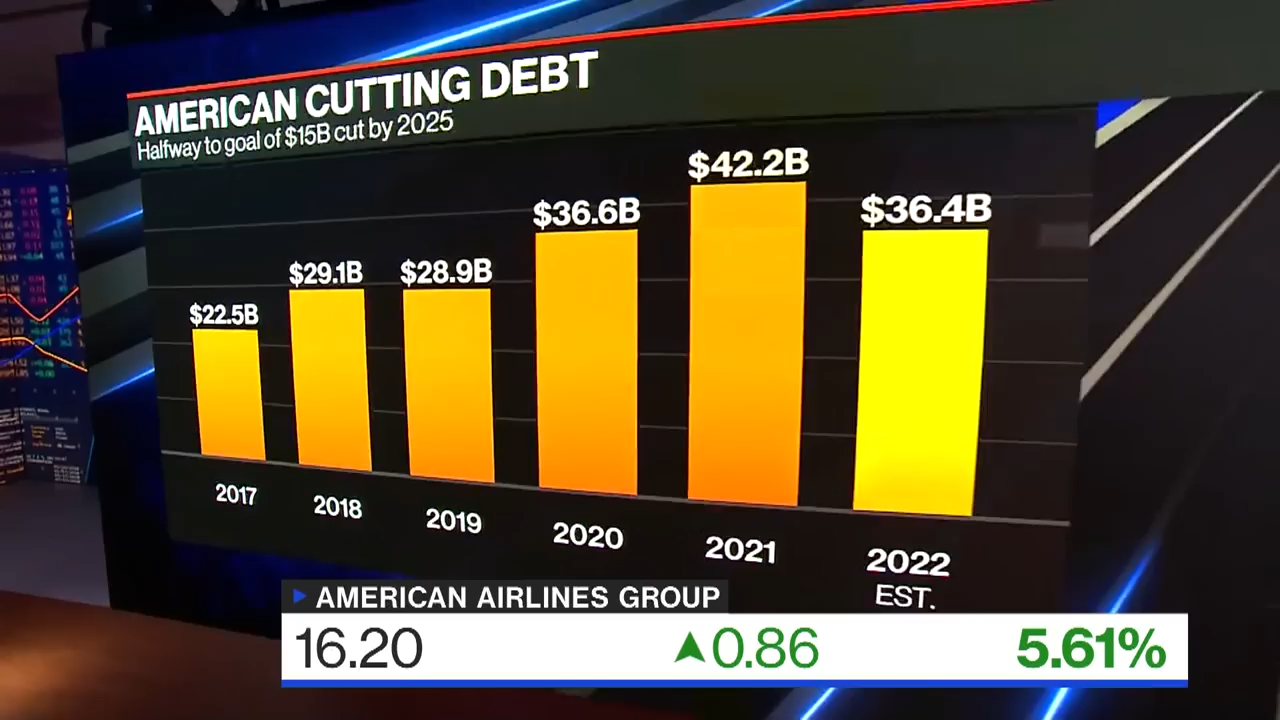 AMERICAN CUTTING DEBT
Halfway to goal of $15B cut by 2025
$22.5B
$29.1B
$28.9B
$36.6B
$42.2B
$36.4B
2017
2018
2019
2020
2021
2022
EST.
AMERICAN AIRLINES GROUP
16.20 ▲0.86 5.61%